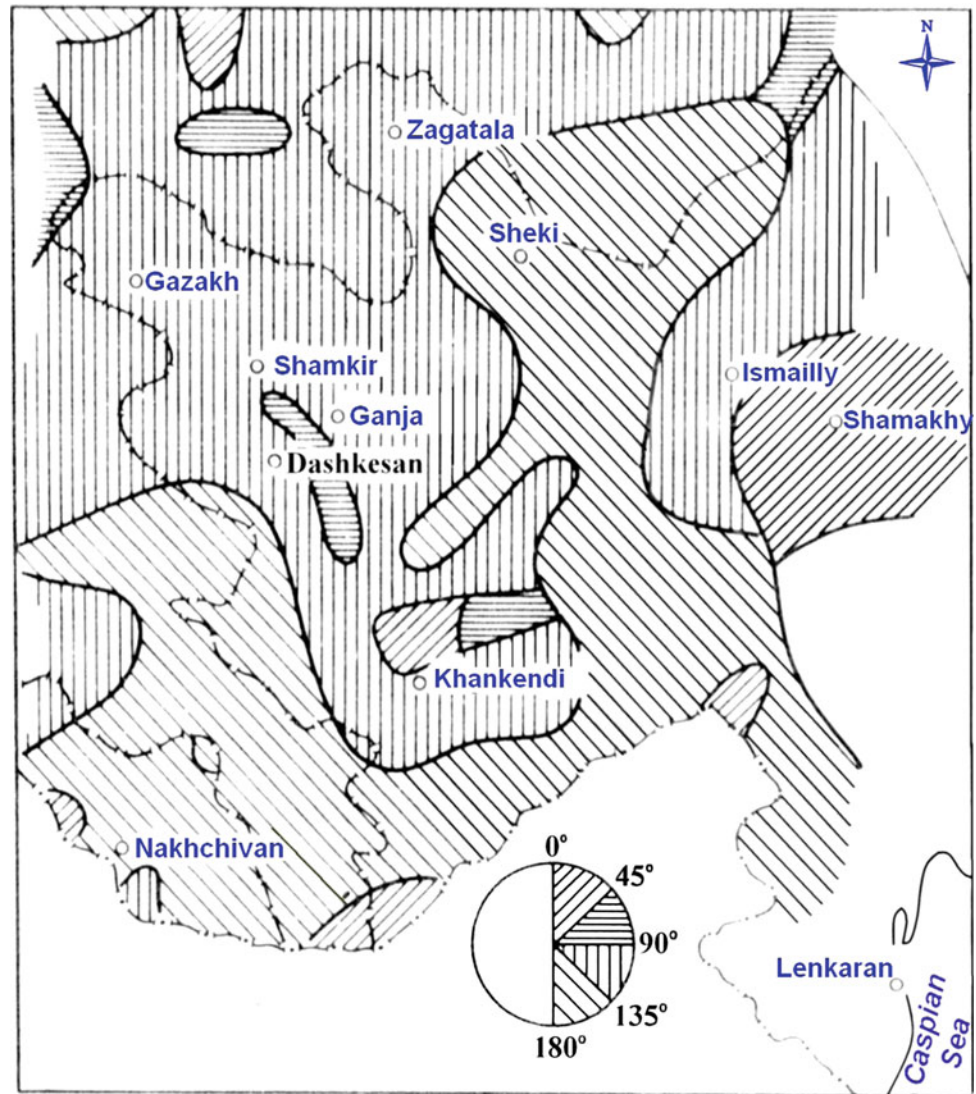 N
Zagatala
Sheki
Gazakh
Shamkir
Ismailly
Ganja
Shamakhy
Dashkesan
Khankendi
Nakhchivan
0°
45°
90°
135°
180°
Lenkaran
Caspian
Sea